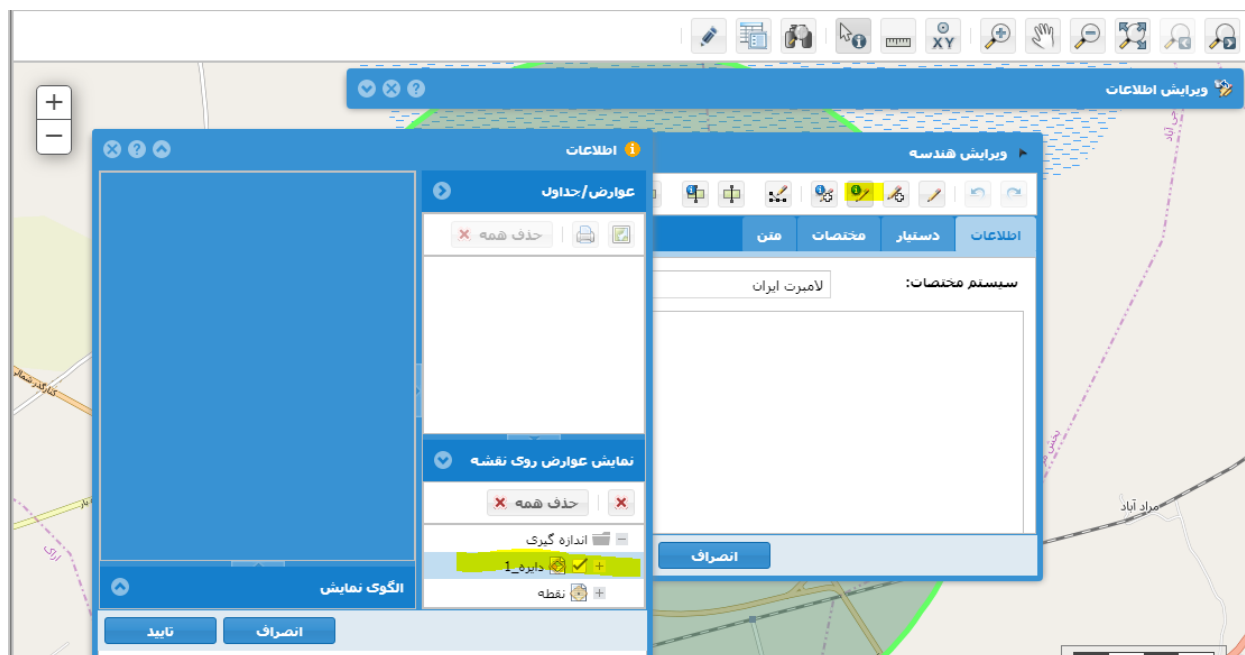 XY
ویرایش اطلاعات
+
−
اطلاعات
ویرایش هندسه
عوارض/جداول
حذف همه
اطلاعات
دستیار
مختصات
متن
سیستم مختصات:
لامبرت ایران
نمایش عوارض روی نقشه
حذف همه
اندازه گیری
دایره_1
نقطه
الگوی نمایش
انصراف
تایید
انصراف
مراد آباد
اراک